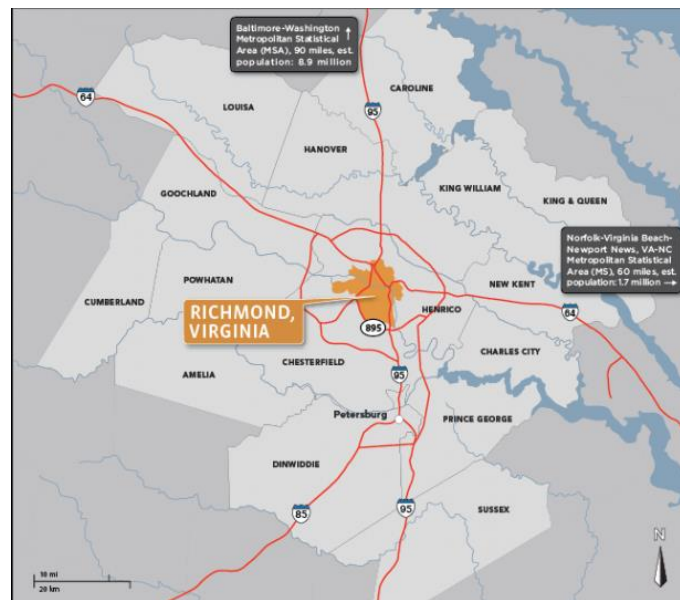 Baltimore-Washington
Metropolitan Statistical
Area (MSA), 90 miles, est.
population: 8.9 million
CAROLINE
64
LOUISA
95
HANOVER
KING WILLIAM
GOOCHLAND
KING & QUEEN
Norfolk-Virginia Beach-
Newport News, VA-NC
Metropolitan Statistical
Area (MS), 60 miles, est.
population: 1.7 million
POWHATAN
NEW KENT
CUMBERLAND
RICHMOND,
VIRGINIA
HENRICO
64
895
CHARLES CITY
CHESTERFIELD
AMELIA
95
Petersburg
PRINCE GEORGE
DINWIDDIE
85
95
SUSSEX
N
10 mi
20 km